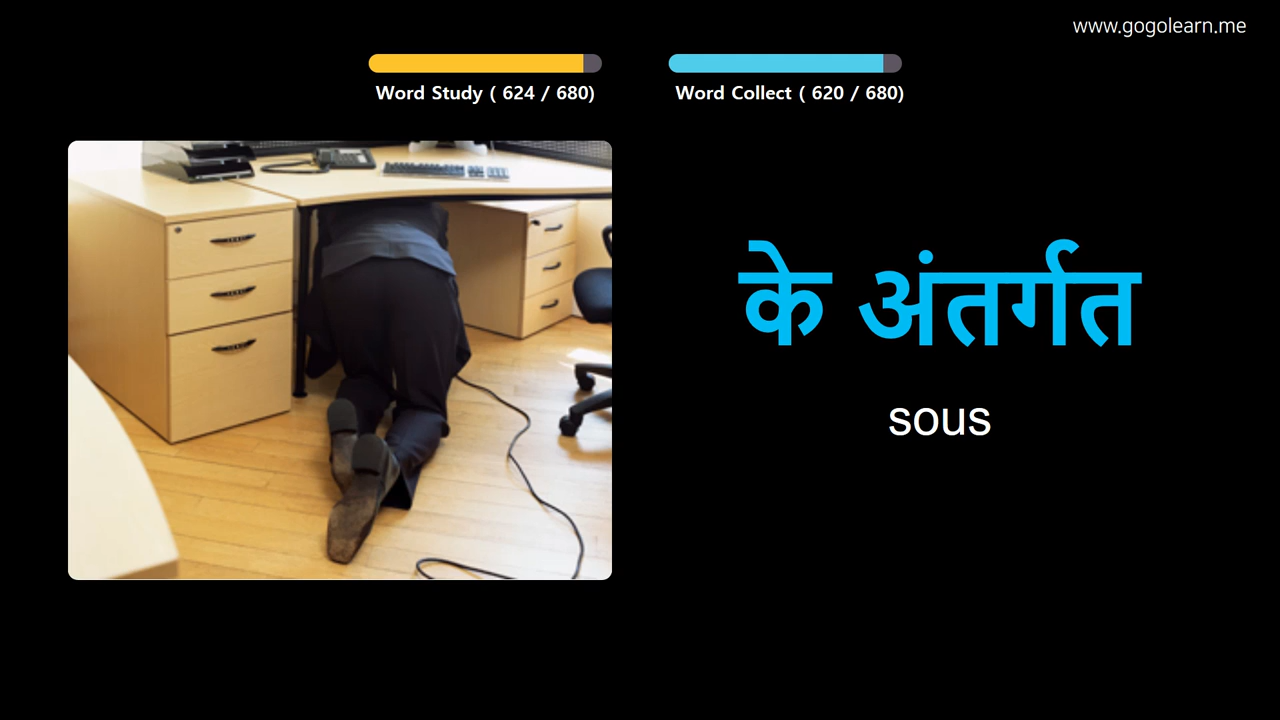 www.gogolearn.me
Word Study ( 624 / 680)
Word Collect ( 620 / 680)
के अंतर्गत
sous